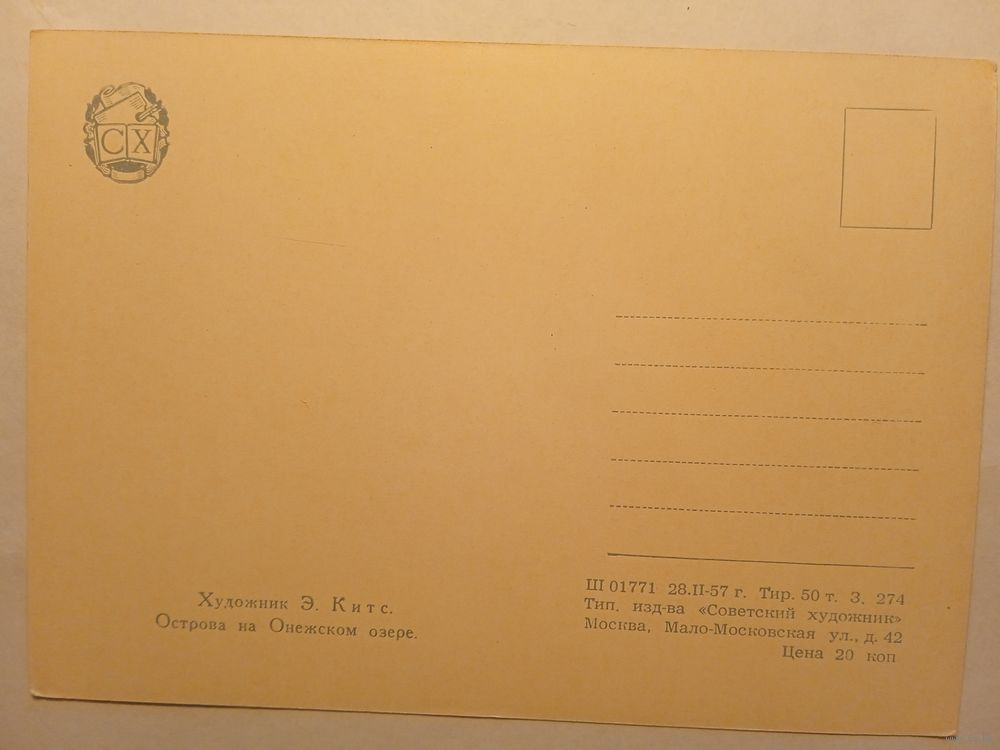 СХ
Художник Э. Китс.
Острова на Онежском озере.
Ш 01771 28.II-57 г. Тир. 50 т. З. 274
Тип. изд-ва «Советский художник»
Москва, Мало-Московская ул., д. 42
Цена 20 коп